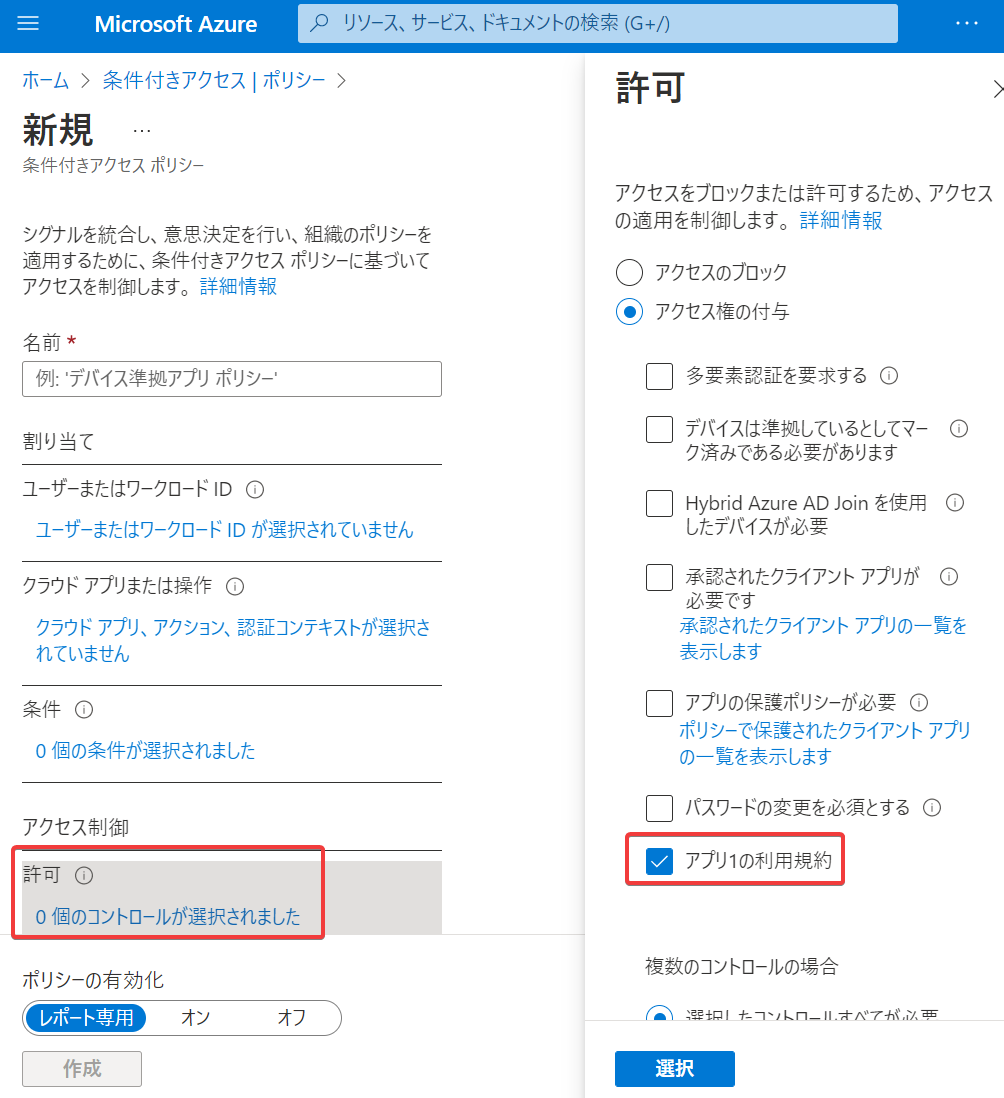 Microsoft Azure
リソース、サービス、ドキュメントの検索 (G+/)
ホーム > 条件付きアクセス | ポリシー >
新規 ...
条件付きアクセス ポリシー
シグナルを統合し、意思決定を行い、組織のポリシーを
適用するために、条件付きアクセス ポリシーに基づいて
アクセスを制御します。 詳細情報
名前 *
例: 'デバイス準拠アプリ ポリシー'
割り当て
ユーザーまたはワークロード ID
ユーザーまたはワークロード ID が選択されていません
クラウド アプリまたは操作
クラウド アプリ、アクション、認証コンテキストが選択さ
れていません
条件
0 個の条件が選択されました
アクセス制御
許可
0 個のコントロールが選択されました
ポリシーの有効化
レポート専用 オン オフ
作成
許可
アクセスをブロックまたは許可するため、アクセス
の適用を制御します。 詳細情報
アクセスのブロック
アクセス権の付与
多要素認証を要求する
デバイスは準拠しているとしてマー
ク済みである必要があります
Hybrid Azure AD Join を使用
したデバイスが必要
承認されたクライアント アプリが
必要です
承認されたクライアント アプリの一覧を
表示します
アプリの保護ポリシーが必要
ポリシーで保護されたクライアント アプリ
の一覧を表示します
パスワードの変更を必須とする
アプリ1の利用規約
複数のコントロールの場合
選択したコントロールすべてが必要
選択